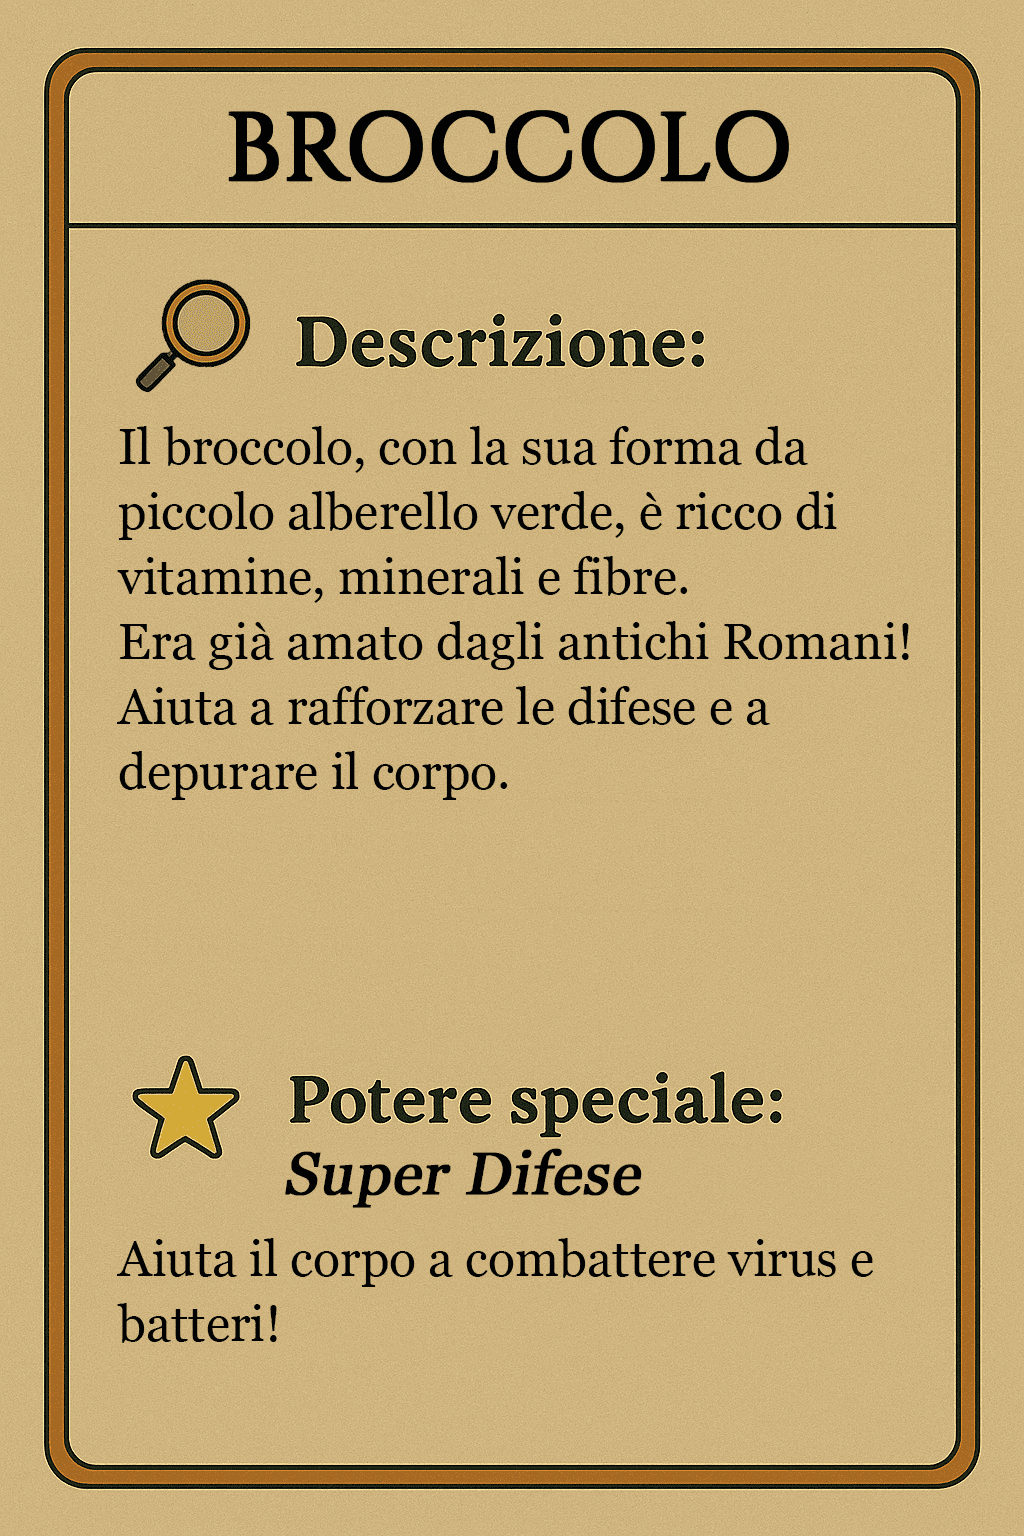 BROCCOLO
Descrizione:
Il broccolo, con la sua forma da
piccolo alberello verde, è ricco di
vitamine, minerali e fibre.
Era già amato dagli antichi Romani!
Aiuta a rafforzare le difese e a
depurare il corpo.
Potere speciale:
Super Difese
Aiuta il corpo a combattere virus e
batteri!